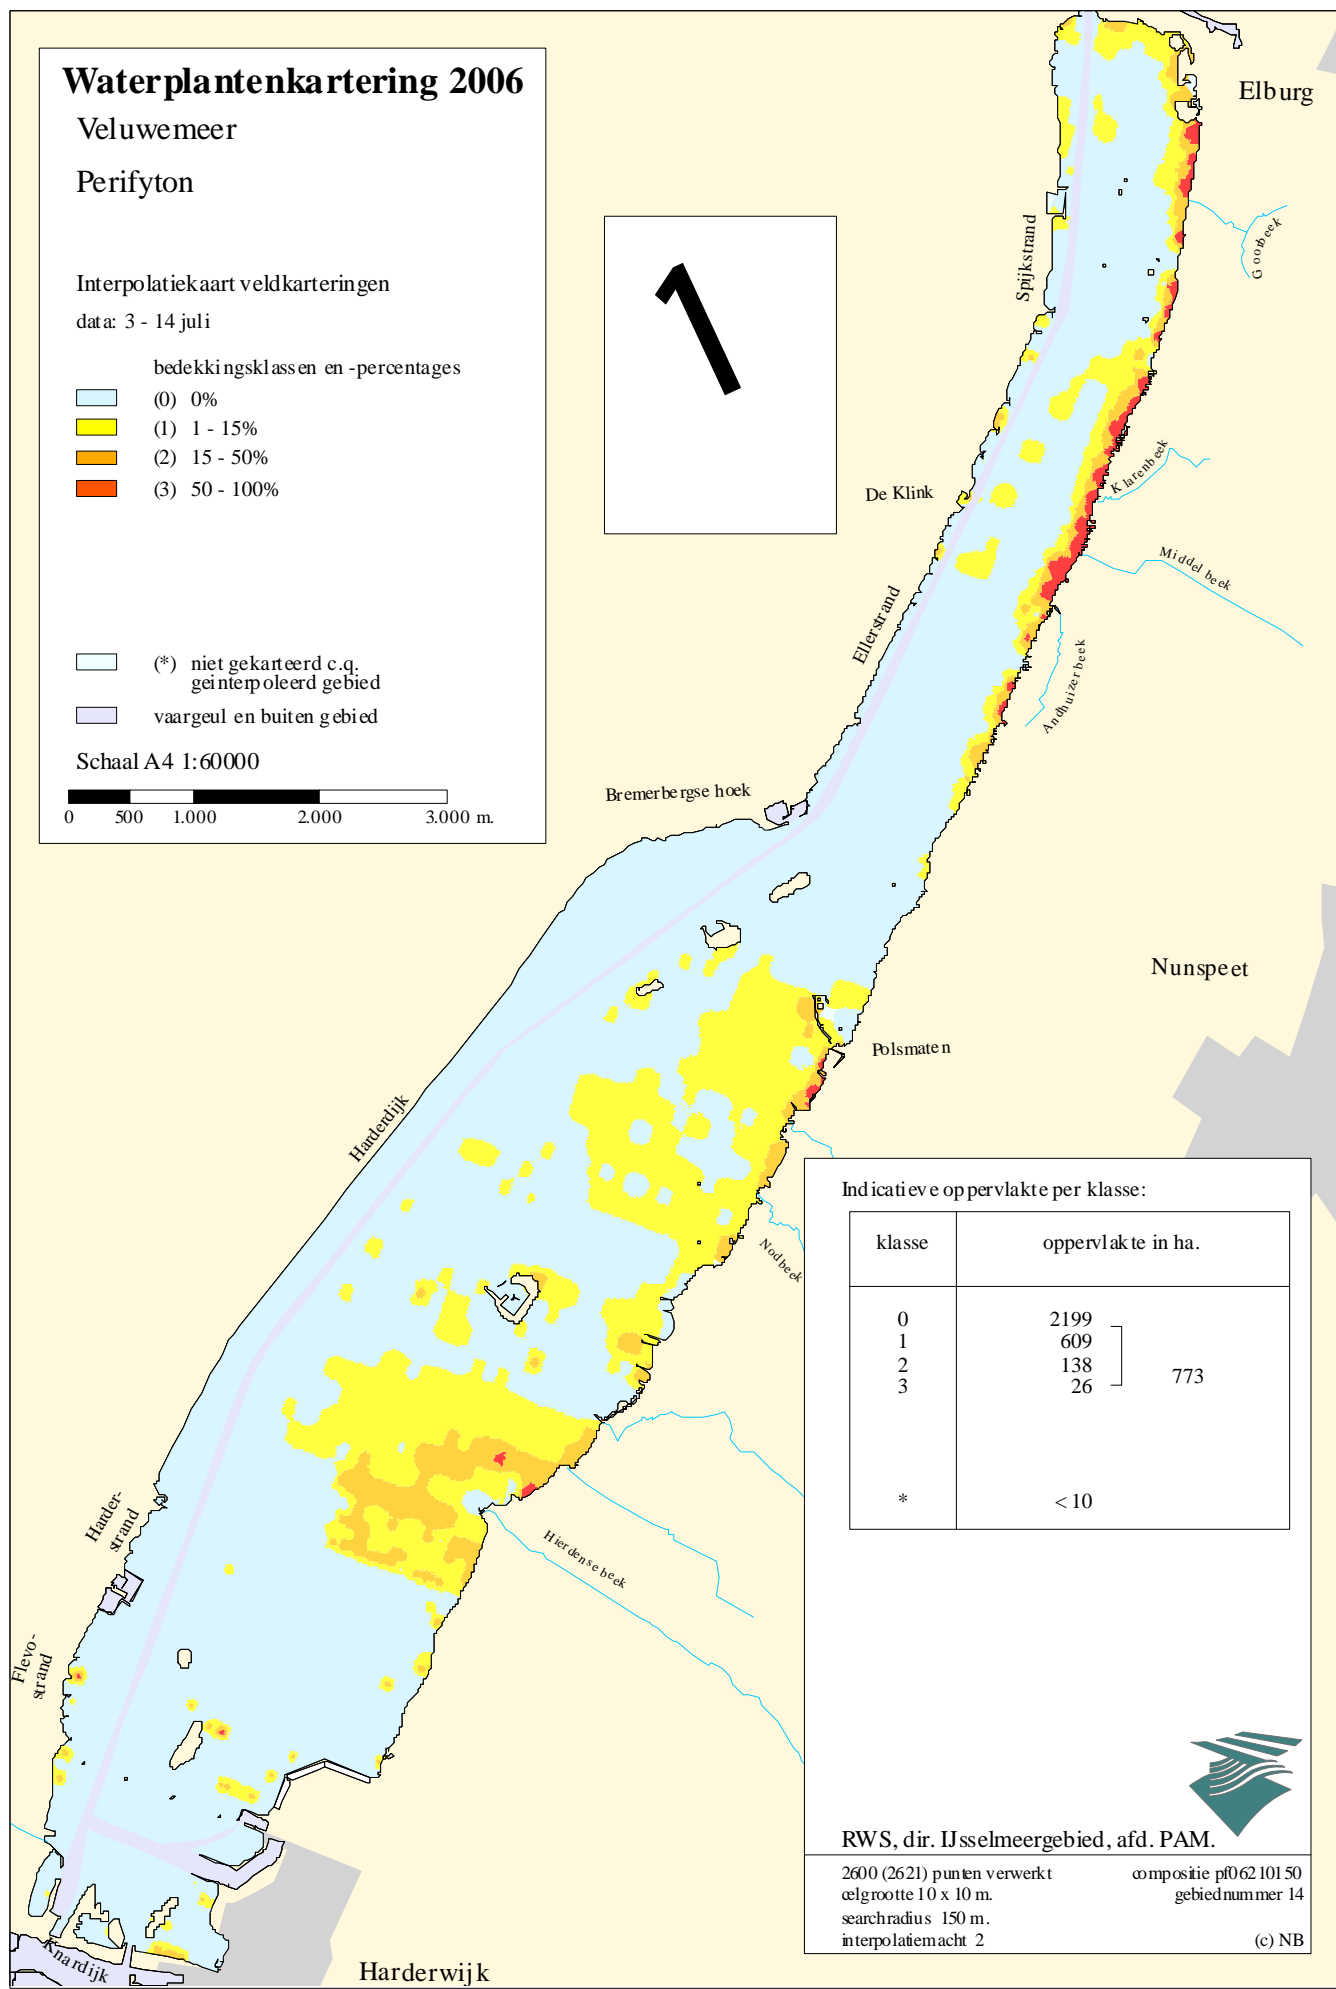 Waterplantenkartering 2006
Veluwemeer
Perifyton
Interpolatiekaart veldkarteringen
data: 3 - 14 juli
bedekkingsklassen en -percentages
(0) 0%
(1) 1 - 15%
(2) 15 - 50%
(3) 50 - 100%
(*) niet gekarteerd c.q.
geinterpoleerd gebied
vaargeul en buiten gebied
Schaal A4 1:60000
0 500 1.000 2.000 3.000 m.
Elburg
Goorbeek
Spijkstrand
Klarenbeek
De Klink
Middelbeek
Ellerstrand
Andhuizerbeek
Bremerbergse hoek
Nunspeet
Polsmaten
Harderdijk
Nodbeek
Harder-
strand
Hierdensebeek
Flevo-
strand
Knardijk
Harderwijk
Indicatieve oppervlakte per klasse:
klasse oppervlakte in ha.
0 2199
1 609
2 138
773
3 26
* < 10
RWS, dir. IJsselmeergebied, afd. PAM.
2600 (2621) punten verwerkt compositie pf06210150
celgrootte 10 x 10 m. gebiednummer 14
searchradius 150 m.
interpolatiemacht 2 (c) NB